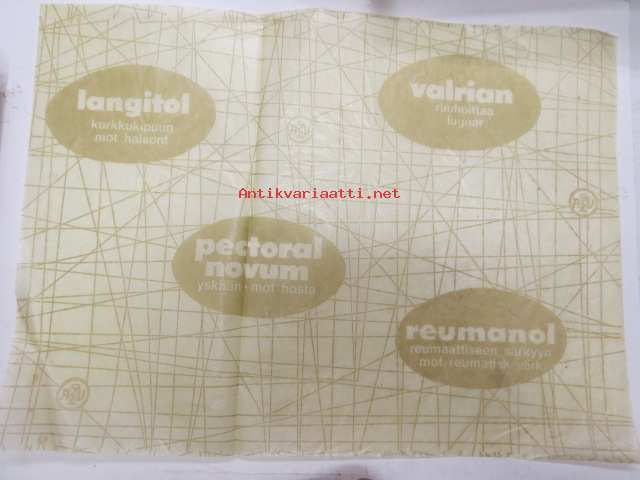 langitol
kurkkukipuun
mot halsont
valrian
rauhoittaa
lugnar
Antikvariaatti.net
pectoral
novum
yskään - mot hosta
reumanol
reumaattiseen särkyyn
mot reumatisk värk